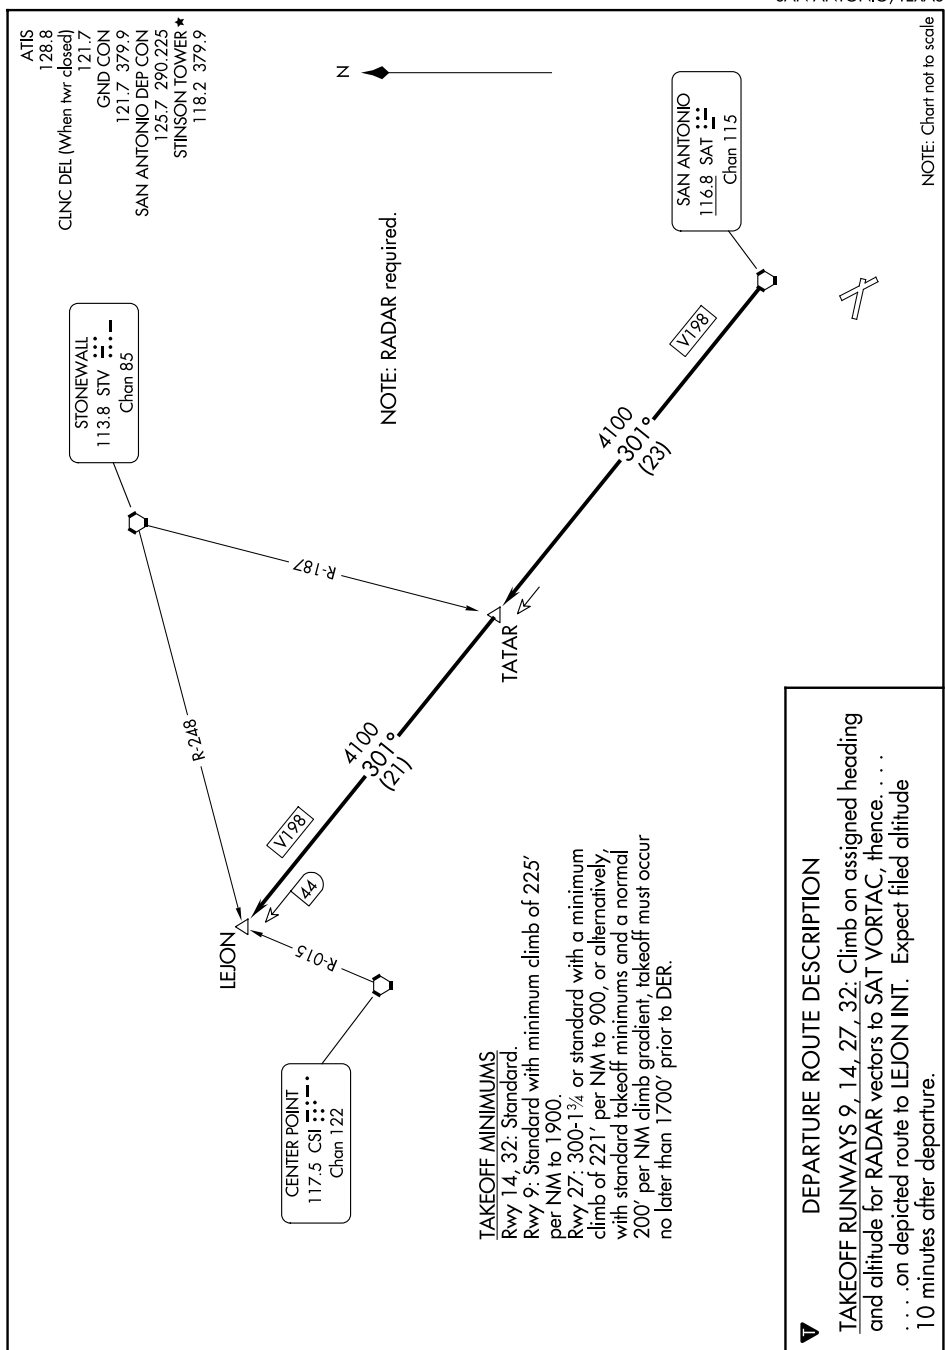 ATIS
128.8
CLNC DEL (When twr closed)
121.7
GND CON
121.7 379.9
SAN ANTONIO DEP CON
125.7 290.225
STINSON TOWER ★
118.2 379.9
N
NOTE: RADAR required.
NOTE: Chart not to scale
STONEWALL
113.8 STV
Chan 85
SAN ANTONIO
116.8 SAT
Chan 115
CENTER POINT
117.5 CSI
Chan 122
R-248
R-187
R-015
LEJON
44
V198
4100
301°
(21)
TATAR
4100
301°
(23)
V198
TAKEOFF MINIMUMS
Rwy 14, 32: Standard.
Rwy 9: Standard with minimum climb of 225'
per NM to 1900.
Rwy 27: 300-1¾ or standard with a minimum
climb of 221' per NM to 900, or alternatively,
with standard takeoff minimums and a normal
200' per NM climb gradient, takeoff must occur
no later than 1700' prior to DER.
T
DEPARTURE ROUTE DESCRIPTION
TAKEOFF RUNWAYS 9, 14, 27, 32: Climb on assigned heading
and altitude for RADAR vectors to SAT VORTAC, thence. . . .
. . . .on depicted route to LEJON INT. Expect filed altitude
10 minutes after departure.